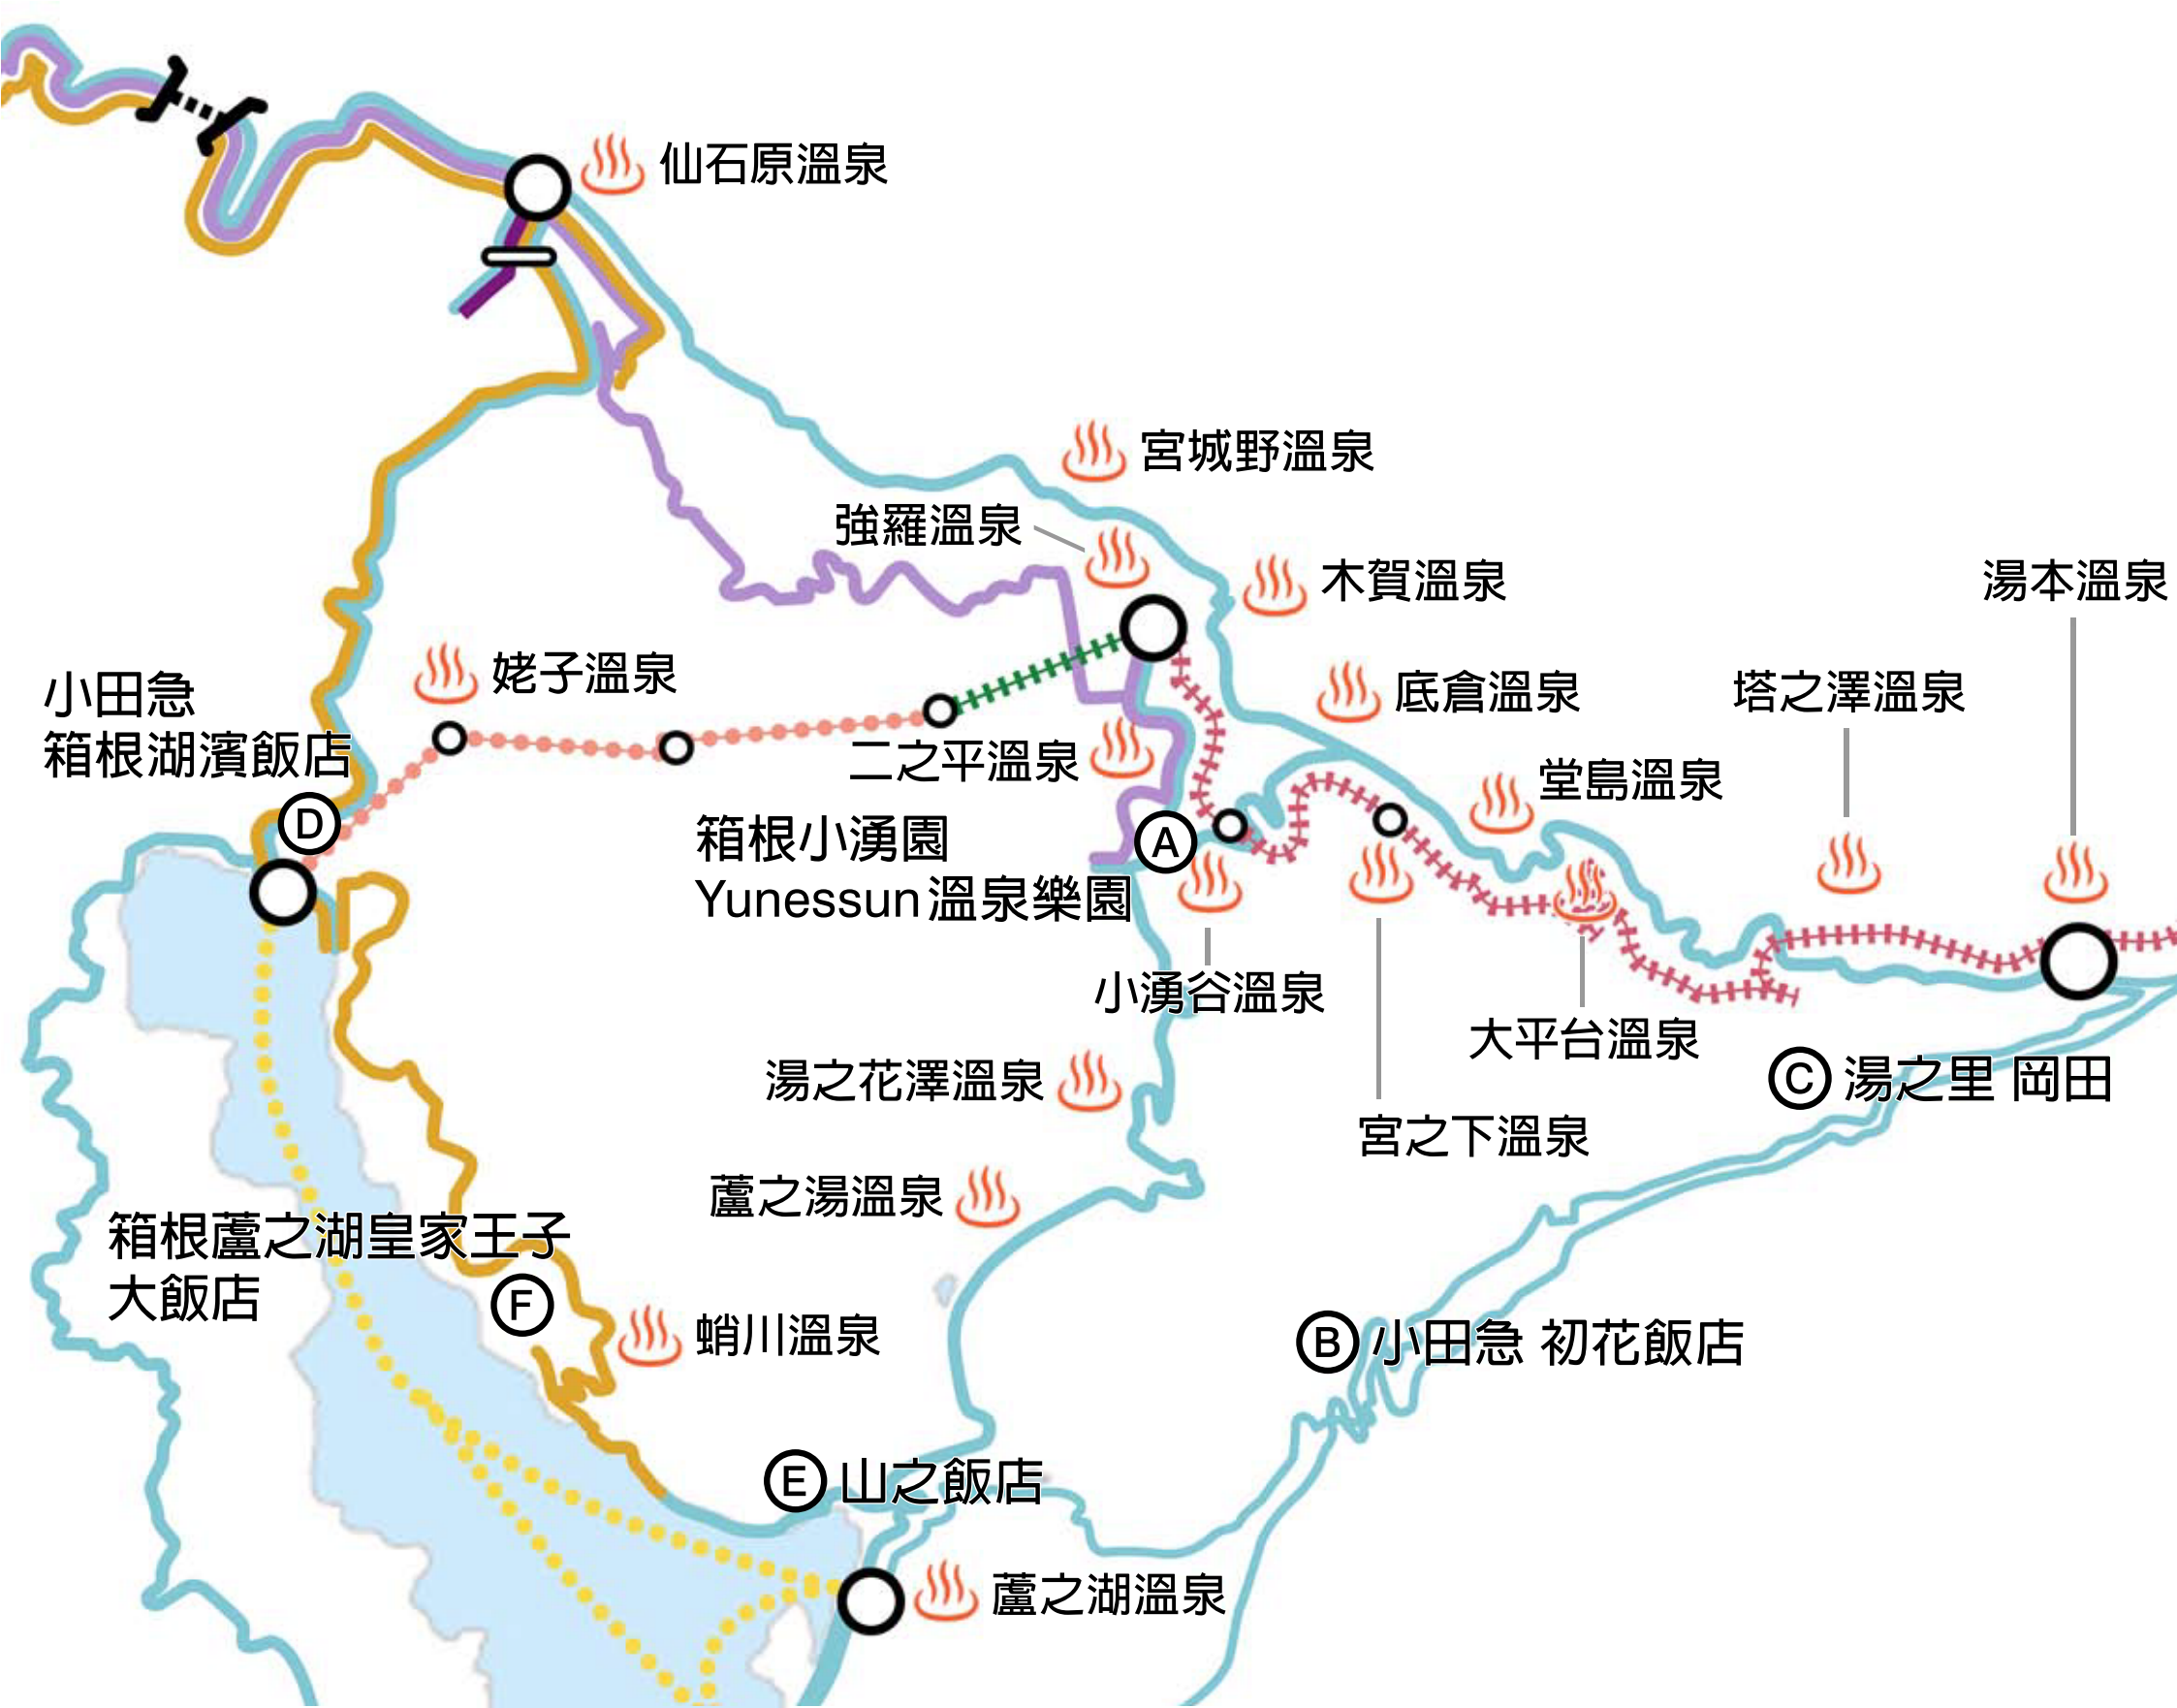 仙石原溫泉
宮城野溫泉
強羅溫泉
木賀溫泉
湯本溫泉
姥子溫泉
底倉溫泉
塔之澤溫泉
小田急
箱根湖濱飯店
D
二之平溫泉
堂島溫泉
箱根小湧園
Yunessun溫泉樂園
A
小湧谷溫泉
大平台溫泉
湯之花澤溫泉
C 湯之里 岡田
宮之下溫泉
蘆之湯溫泉
箱根蘆之湖皇家王子
大飯店
F
蛸川溫泉
B 小田急 初花飯店
E 山之飯店
蘆之湖溫泉